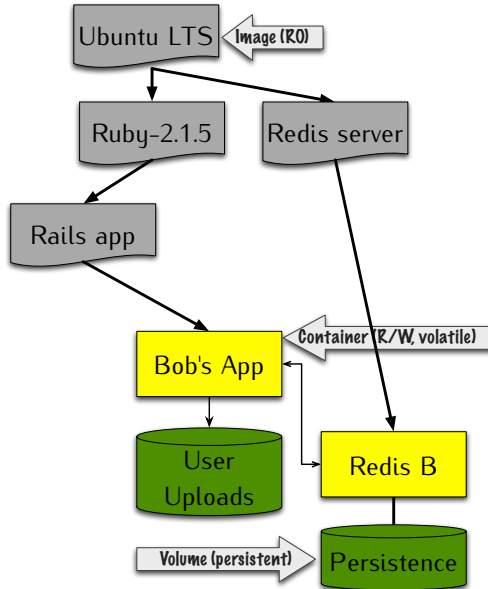 Ubuntu LTS
Image (RO)
Ruby-2.1.5
Redis server
Rails app
Container (R/W, volatile)
Bob's App
User
Uploads
Redis B
Volume (persistent)
Persistence